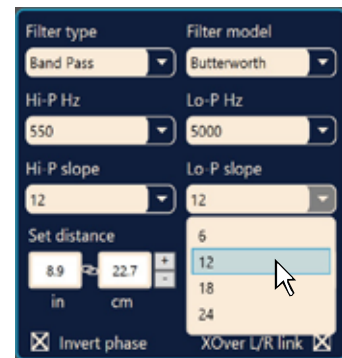 Filter type Filter model
Band Pass Butterworth
Hi-P Hz Lo-P Hz
550 5000
Hi-P slope Lo-P slope
12 12
Set distance 6
8.9 22.7 + - 12
in cm 18
24
Invert phase XOver L/R link